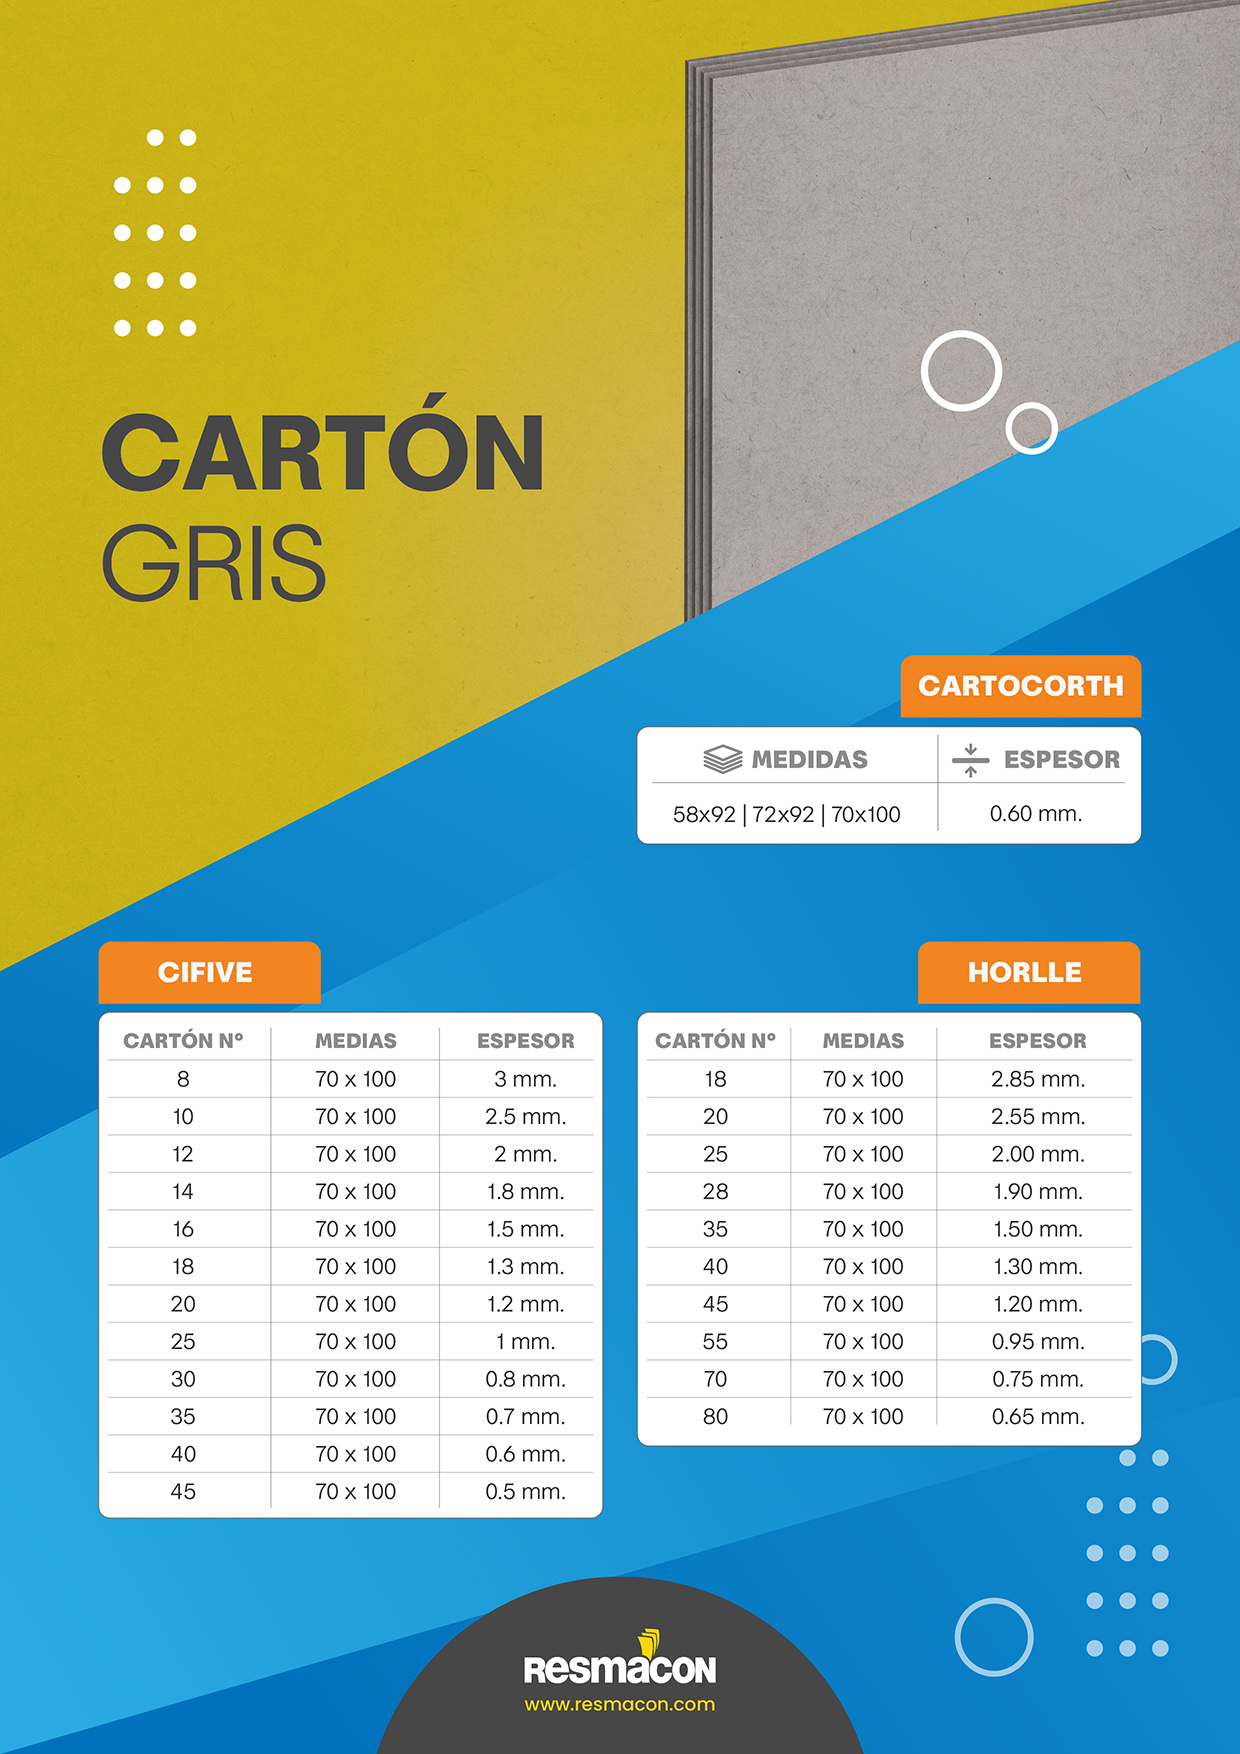 CARTÓN
GRIS
CARTOCORTH
MEDIDAS ESPESOR
58x92 | 72x92 | 70x100 0.60 mm.
CIFIVE
CARTÓN Nº MEDIAS ESPESOR
8 70 x 100 3 mm.
10 70 x 100 2.5 mm.
12 70 x 100 2 mm.
14 70 x 100 1.8 mm.
16 70 x 100 1.5 mm.
18 70 x 100 1.3 mm.
20 70 x 100 1.2 mm.
25 70 x 100 1 mm.
30 70 x 100 0.8 mm.
35 70 x 100 0.7 mm.
40 70 x 100 0.6 mm.
45 70 x 100 0.5 mm.
HORLLE
CARTÓN Nº MEDIAS ESPESOR
18 70 x 100 2.85 mm.
20 70 x 100 2.55 mm.
25 70 x 100 2.00 mm.
28 70 x 100 1.90 mm.
35 70 x 100 1.50 mm.
40 70 x 100 1.30 mm.
45 70 x 100 1.20 mm.
55 70 x 100 0.95 mm.
70 70 x 100 0.75 mm.
80 70 x 100 0.65 mm.
RESMACON
www.resmacon.com